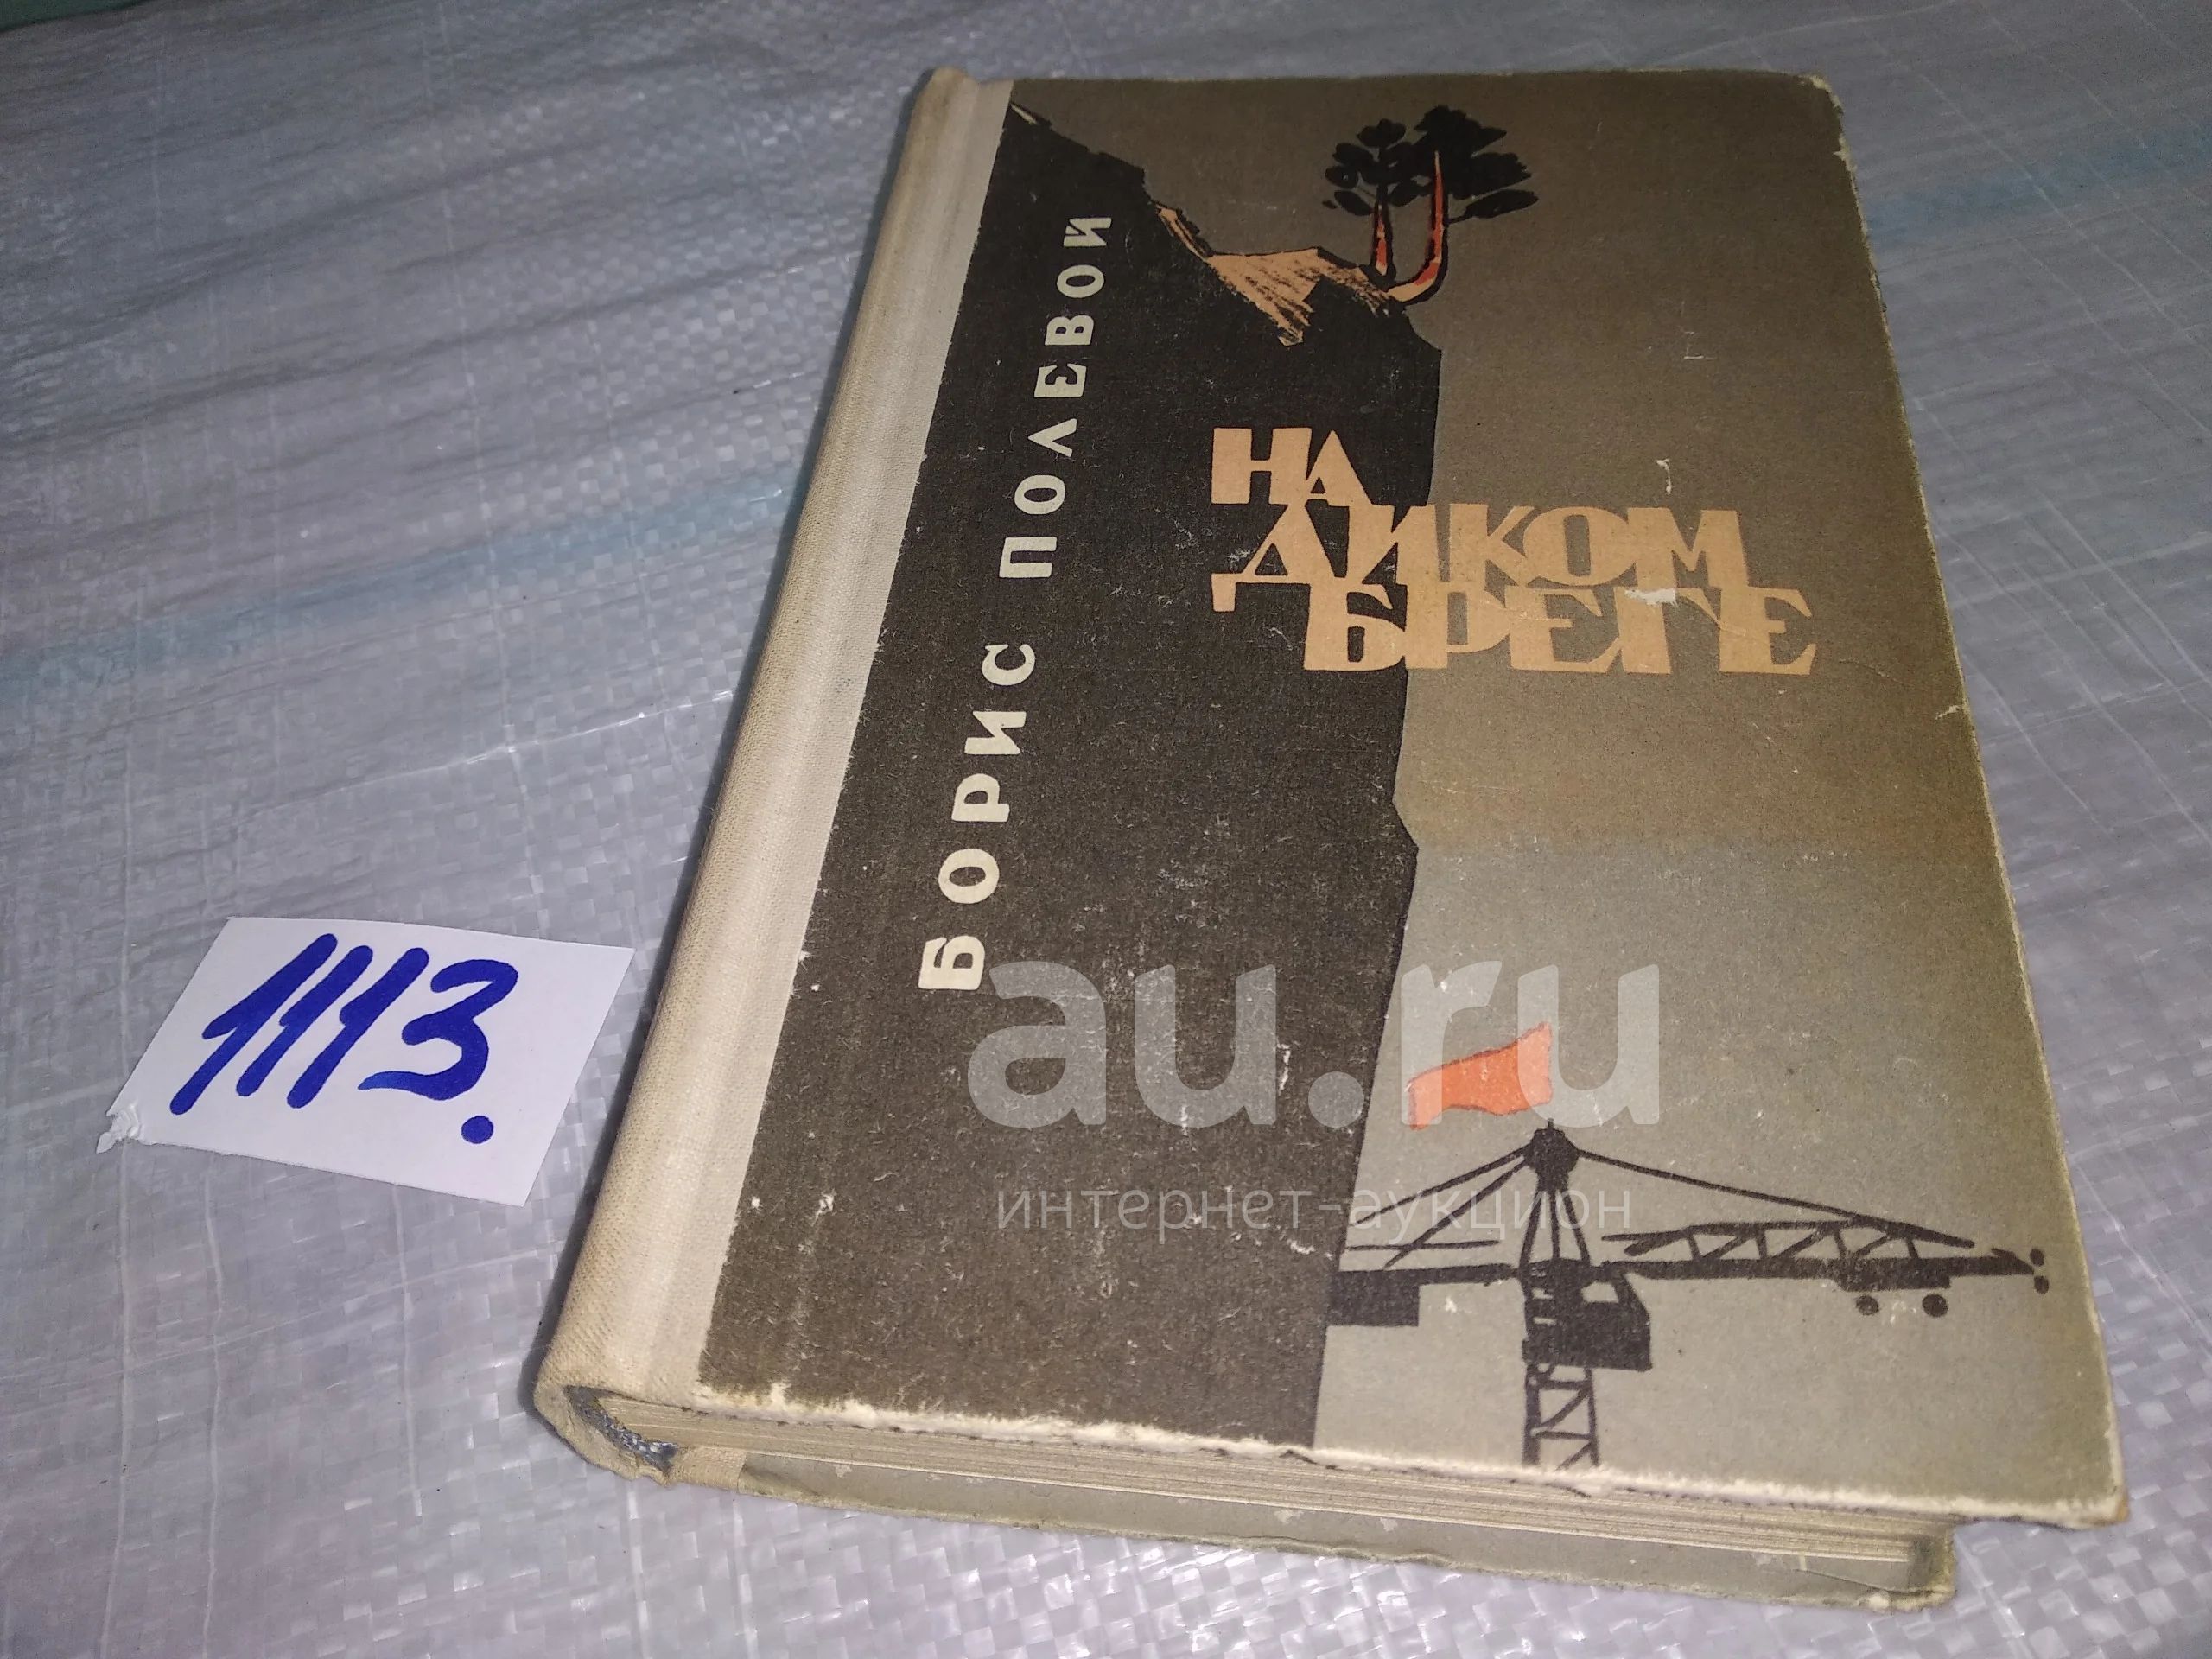 БОРИС ПОЛЕВОЙ
НА
ДИКОМ
БРЕГЕ
1113.
au.ru
интернет-аукцион